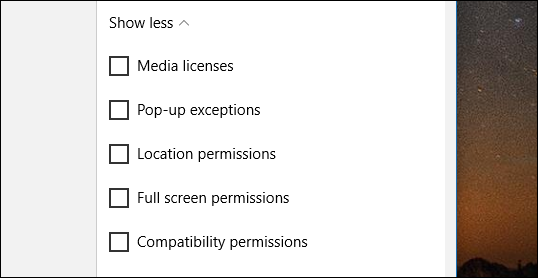 Show less
Media licenses
Pop-up exceptions
Location permissions
Full screen permissions
Compatibility permissions